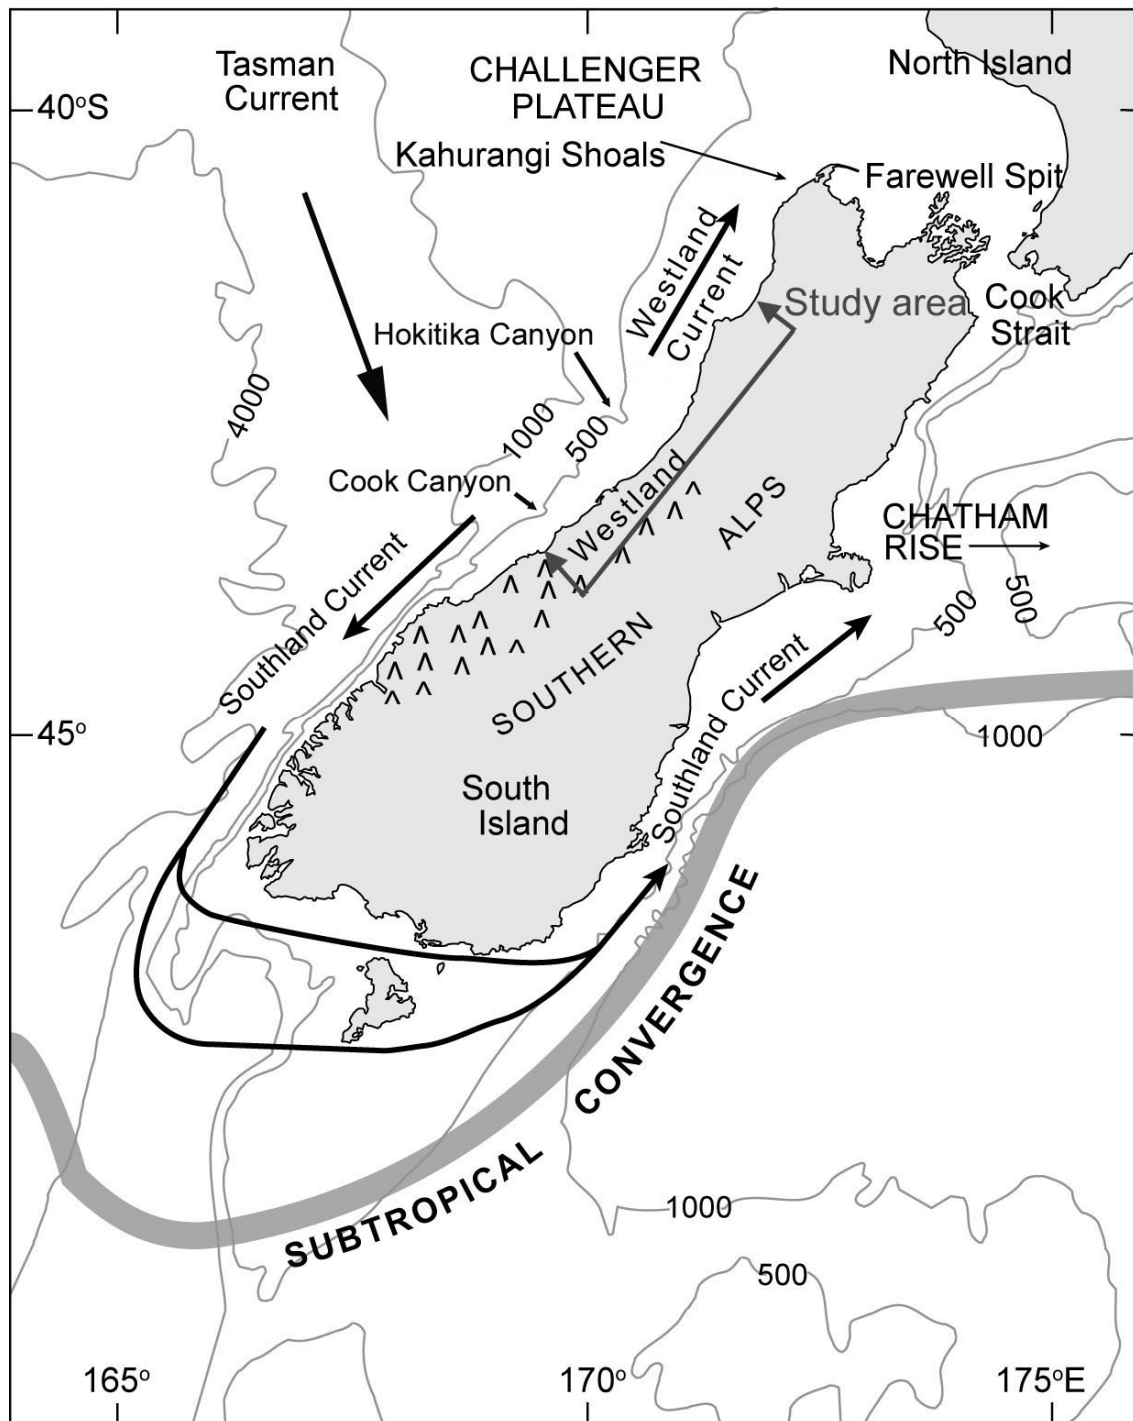 Tasman
Current
CHALLENGER
PLATEAU
North Island
40°S
Kahurangi Shoals
Farewell Spit
Westland
Current
Study area
Cook
Strait
Hokitika Canyon
4000
1000
500
Cook Canyon
Westland
ALPS
CHATHAM
RISE
500
500
Southland Current
SOUTHERN
Southland Current
45°
1000
South
Island
SUBTROPICAL CONVERGENCE
1000
500
165°
170°
175°E